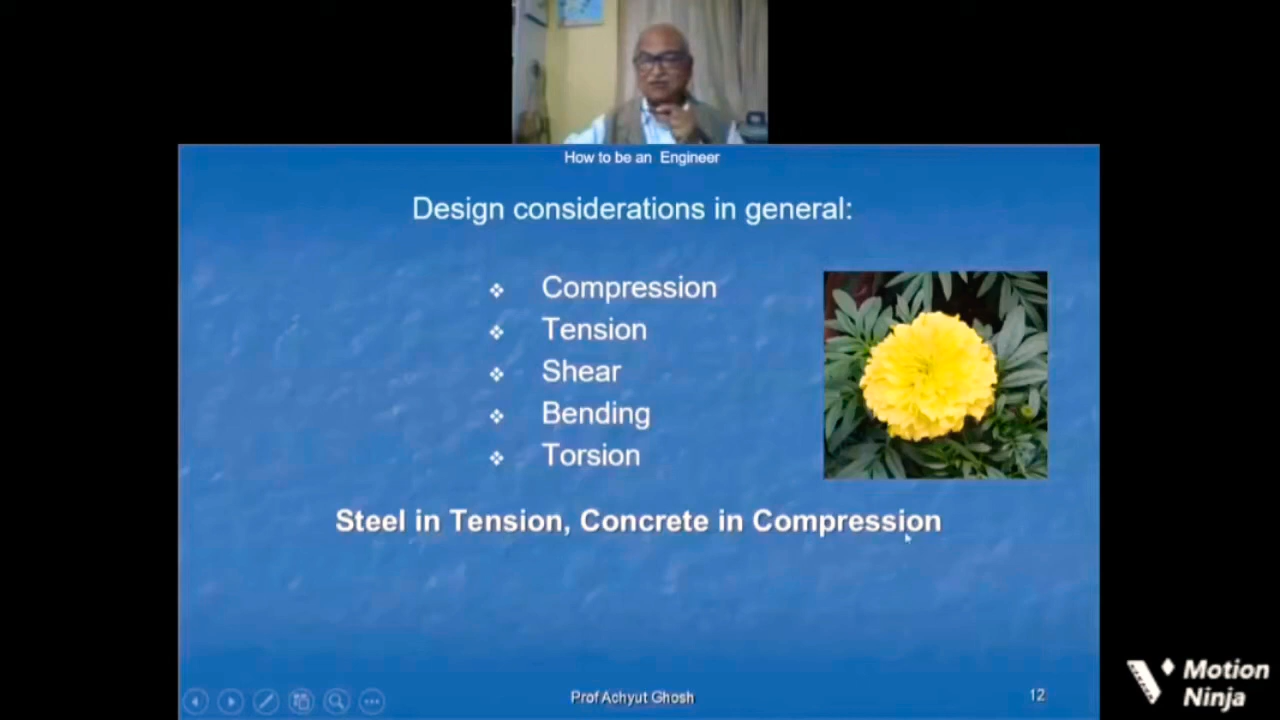 How to be an Engineer
Design considerations in general:
Compression
Tension
Shear
Bending
Torsion
Steel in Tension, Concrete in Compression
Prof Achyut Ghosh
12
Motion
Ninja